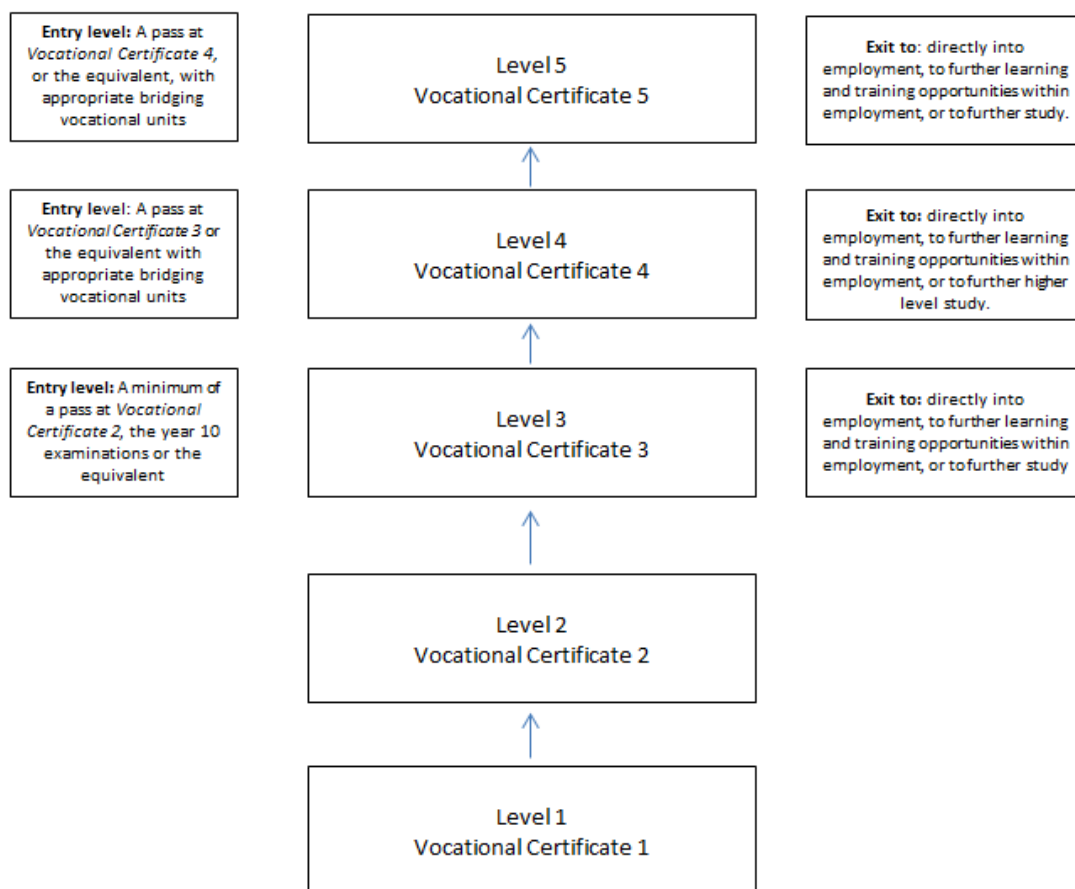 Entry level: A pass at
Vocational Certificate 4,
or the equivalent, with
appropriate bridging
vocational units
Level 5
Vocational Certificate 5
Exit to: directly into
employment, to further learning
and training opportunities within
employment, or to further study.
Entry level: A pass at
Vocational Certificate 3 or
the equivalent with
appropriate bridging
vocational units
Level 4
Vocational Certificate 4
Exit to: directly into
employment, to further learning
and training opportunities within
employment, or to further higher
level study.
Entry level: A minimum of
a pass at Vocational
Certificate 2, the year 10
examinations or the
equivalent
Level 3
Vocational Certificate 3
Exit to: directly into
employment, to further learning
and training opportunities within
employment, or to further study
Level 2
Vocational Certificate 2
Level 1
Vocational Certificate 1